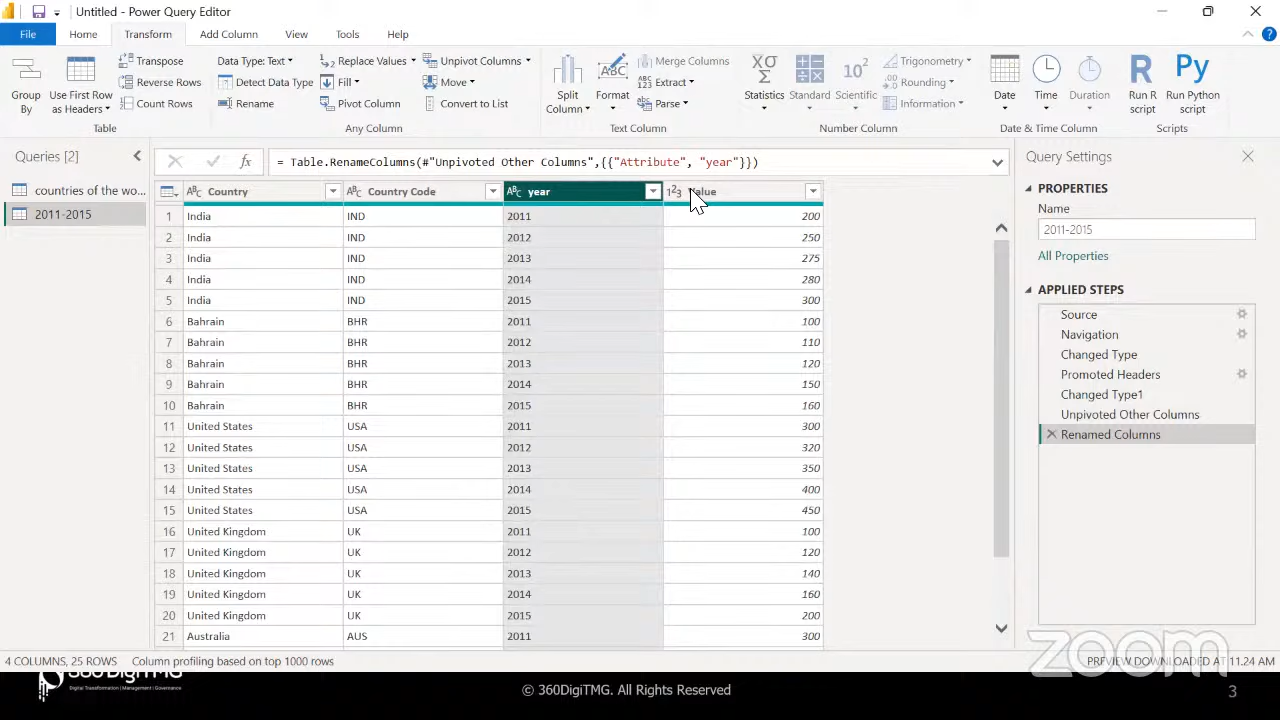 Untitled - Power Query Editor
File Home Transform Add Column View Tools Help
Group By
Use First Row as Headers
Transpose
Reverse Rows
Count Rows
Table
Data Type: Text
Detect Data Type
Rename
Replace Values
Fill
Pivot Column
Unpivot Columns
Move
Convert to List
Any Column
Split Column
Format
Merge Columns
Extract
Parse
Text Column
Statistics
Standard
Scientific
Trigonometry
Rounding
Information
Number Column
Date
Time
Duration
Date & Time Column
Run R script
Run Python script
Scripts
Queries [2]
countries of the wo...
2011-2015
= Table.RenameColumns(#"Unpivoted Other Columns",{{"Attribute", "year"}})
Country Country Code year
1 India IND 2011 200
2 India IND 2012 250
3 India IND 2013 275
4 India IND 2014 280
5 India IND 2015 300
6 Bahrain BHR 2011 100
7 Bahrain BHR 2012 110
8 Bahrain BHR 2013 120
9 Bahrain BHR 2014 150
10 Bahrain BHR 2015 160
11 United States USA 2011 300
12 United States USA 2012 320
13 United States USA 2013 350
14 United States USA 2014 400
15 United States USA 2015 450
16 United Kingdom UK 2011 100
17 United Kingdom UK 2012 120
18 United Kingdom UK 2013 140
19 United Kingdom UK 2014 160
20 United Kingdom UK 2015 200
21 Australia AUS 2011 300
Query Settings
PROPERTIES
Name
2011-2015
All Properties
APPLIED STEPS
Source
Navigation
Changed Type
Promoted Headers
Changed Type1
Unpivoted Other Columns
Renamed Columns
4 COLUMNS, 25 ROWS Column profiling based on top 1000 rows
PREVIEW DOWNLOADED AT 11:24 AM
zoom
360DigiTMG
Digital Transformation | Management | Governance
© 360DigiTMG. All Rights Reserved
3